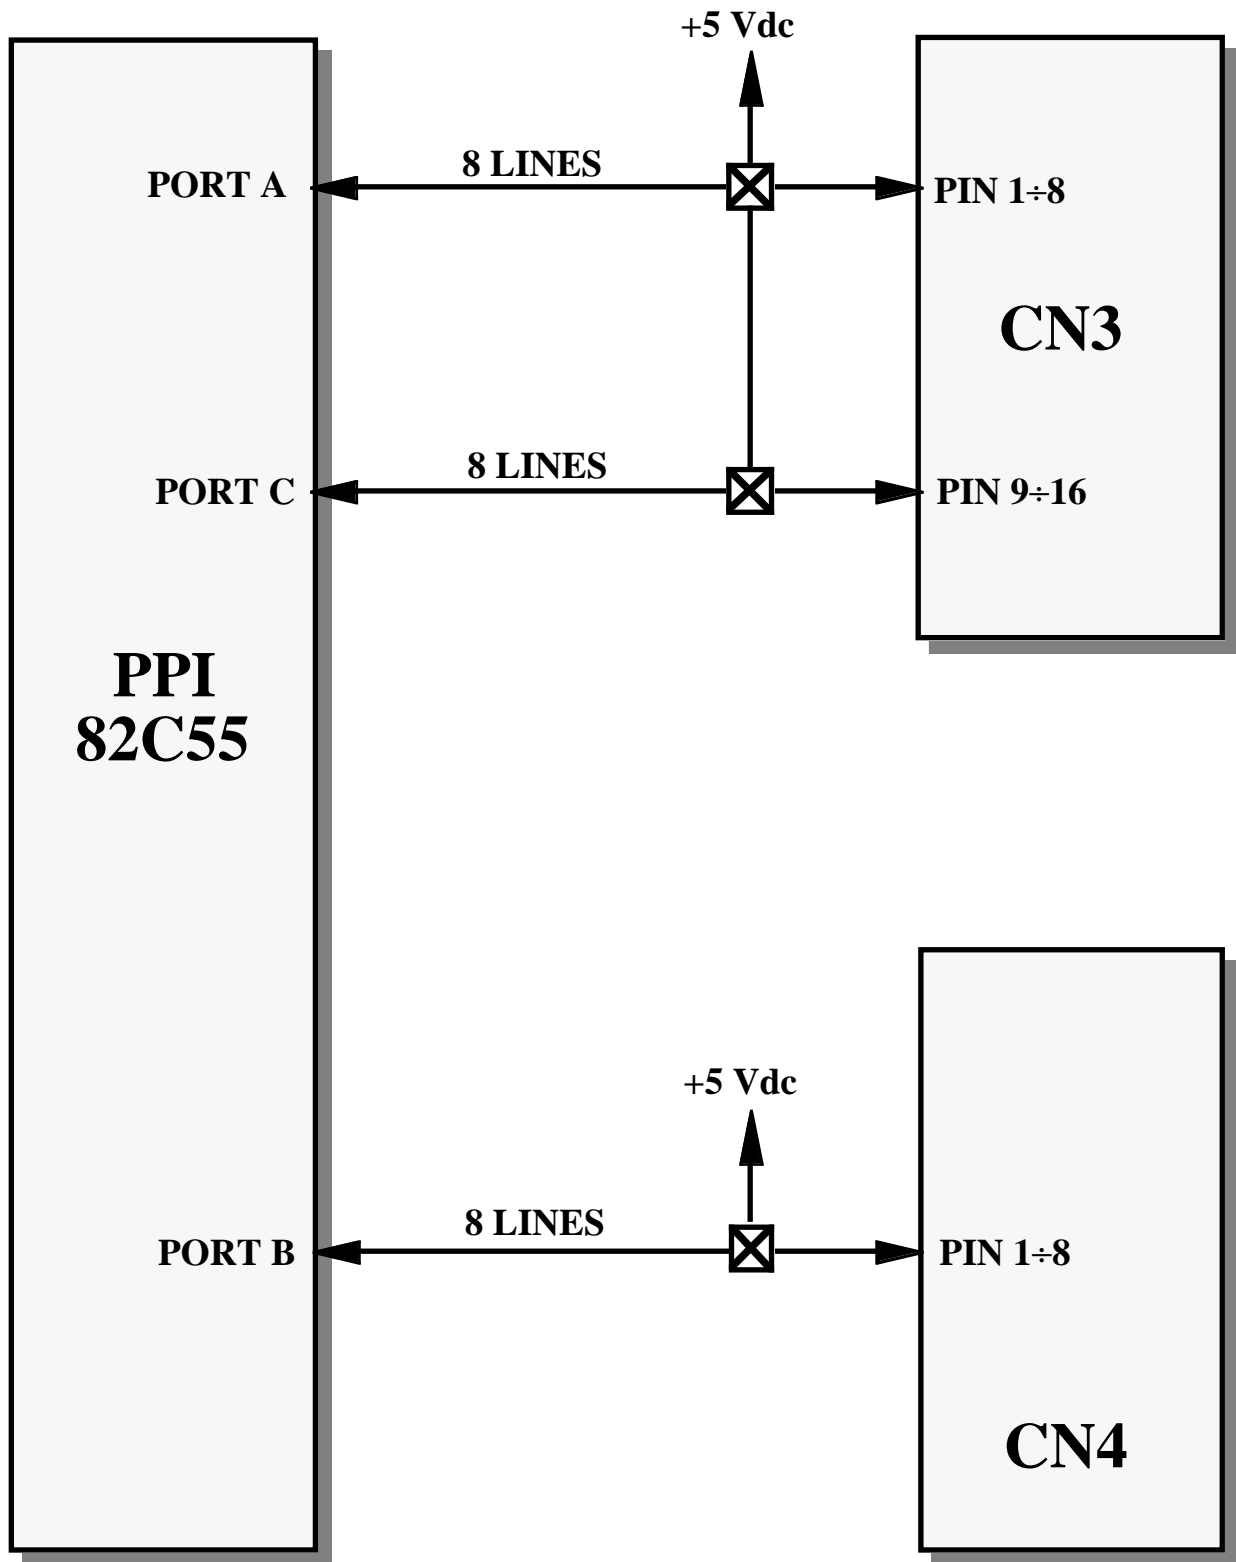 +5 Vdc
PORT A
8 LINES
PIN 1÷8
CN3
PORT C
8 LINES
PIN 9÷16
PPI
82C55
+5 Vdc
PORT B
8 LINES
PIN 1÷8
CN4